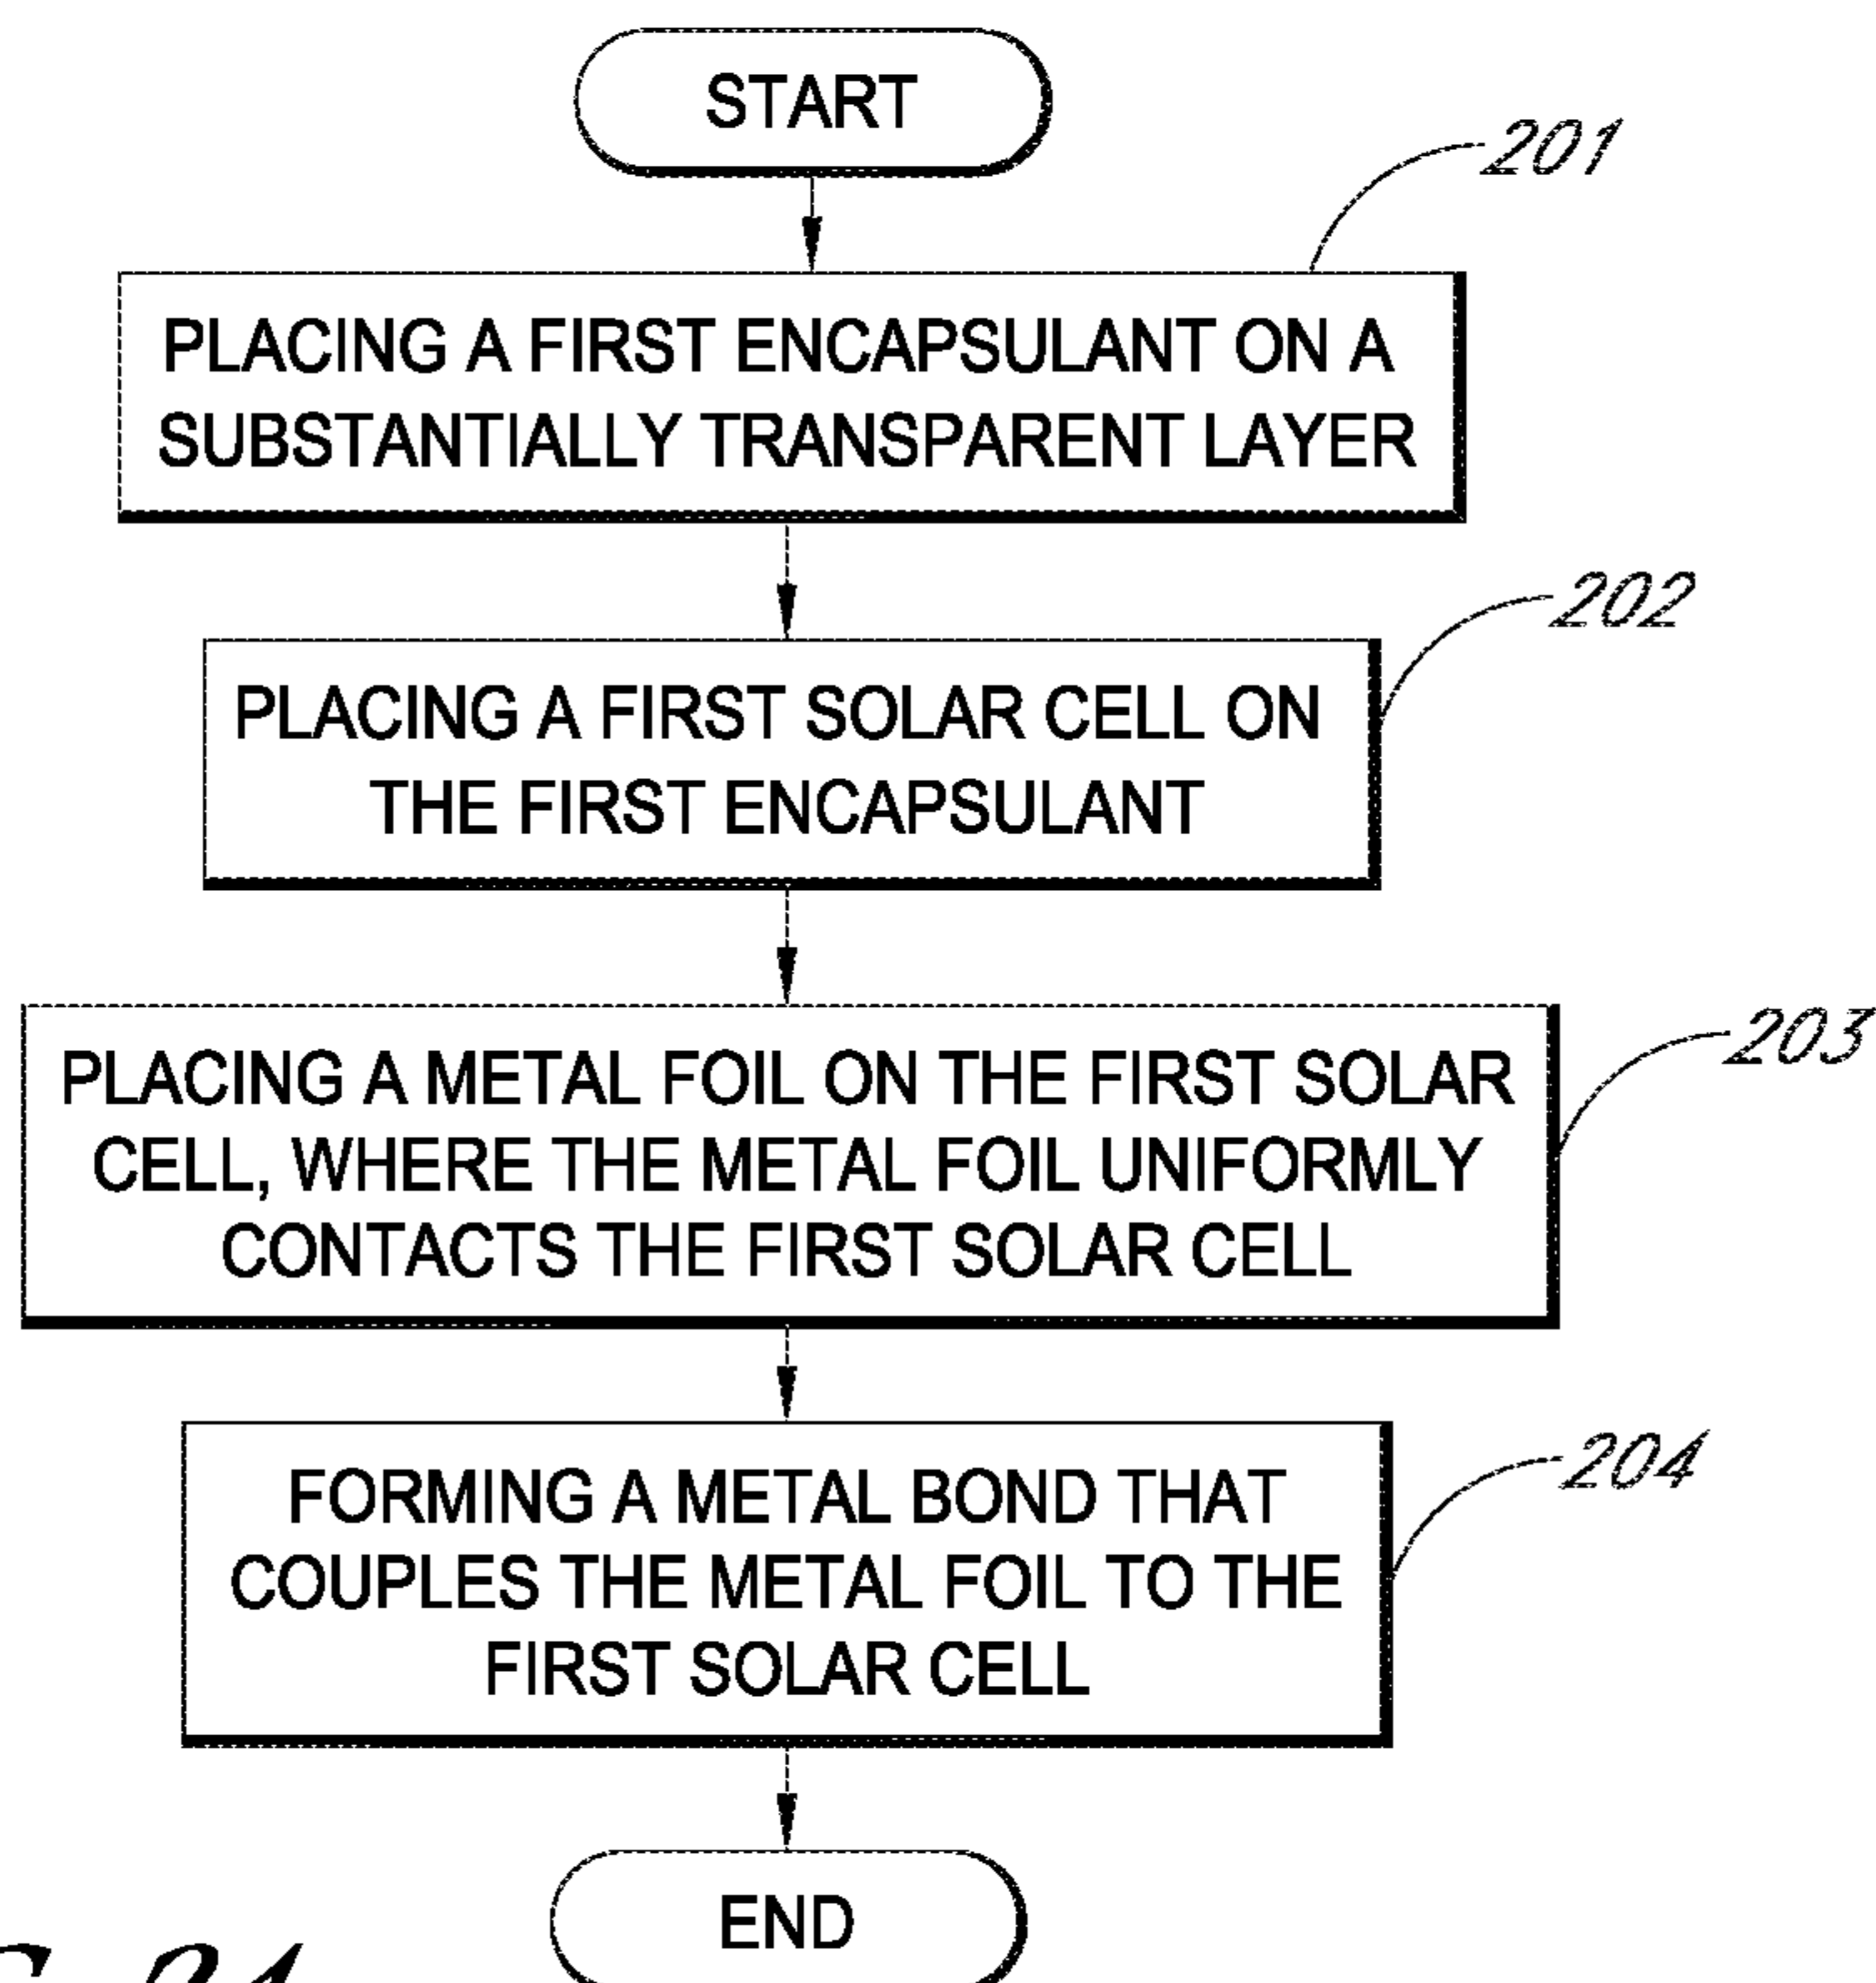 START
201
PLACING A FIRST ENCAPSULANT ON A
SUBSTANTIALLY TRANSPARENT LAYER
202
PLACING A FIRST SOLAR CELL ON
THE FIRST ENCAPSULANT
203
PLACING A METAL FOIL ON THE FIRST SOLAR
CELL, WHERE THE METAL FOIL UNIFORMLY
CONTACTS THE FIRST SOLAR CELL
204
FORMING A METAL BOND THAT
COUPLES THE METAL FOIL TO THE
FIRST SOLAR CELL
END